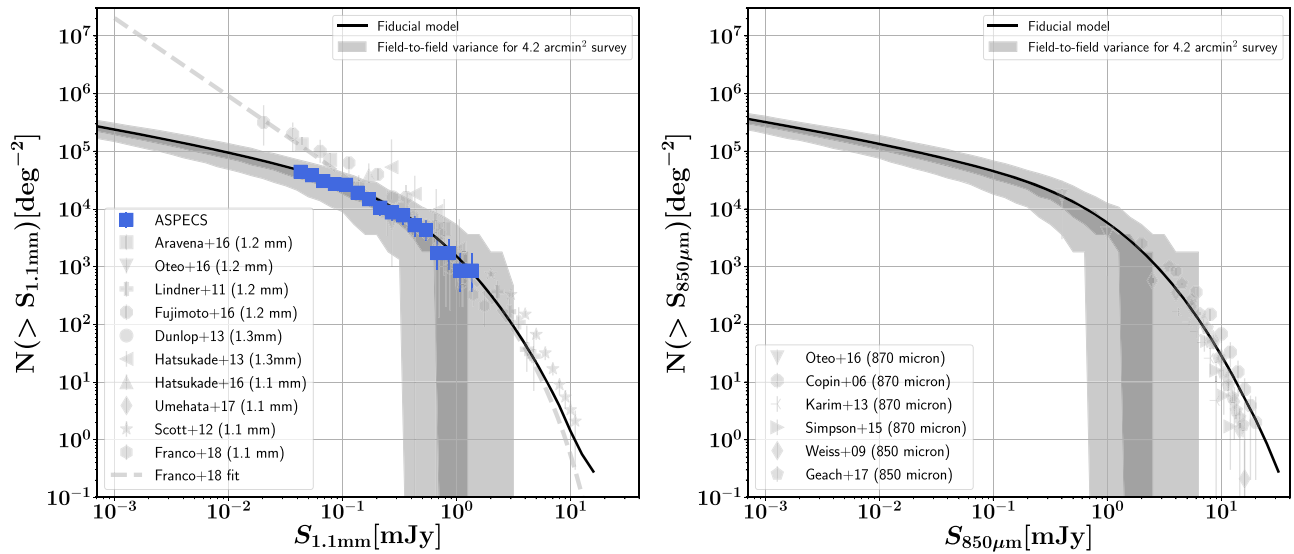 Fiducial model
Field-to-field variance for 4.2 arcmin² survey
N(> S₁.₁mm)[deg⁻²]
10⁷
10⁶
10⁵
10⁴
10³
10²
10¹
10⁰
10⁻¹
ASPECS
Aravena+16 (1.2 mm)
Oteo+16 (1.2 mm)
Lindner+11 (1.2 mm)
Fujimoto+16 (1.2 mm)
Dunlop+13 (1.3mm)
Hatsukade+13 (1.3mm)
Hatsukade+16 (1.1 mm)
Umehata+17 (1.1 mm)
Scott+12 (1.1 mm)
Franco+18 (1.1 mm)
Franco+18 fit
10⁻³ 10⁻² 10⁻¹ 10⁰ 10¹
S₁.₁mm[mJy]
Fiducial model
Field-to-field variance for 4.2 arcmin² survey
N(> S₈₅₀μm)[deg⁻²]
10⁷
10⁶
10⁵
10⁴
10³
10²
10¹
10⁰
10⁻¹
Oteo+16 (870 micron)
Copin+06 (870 micron)
Karim+13 (870 micron)
Simpson+15 (870 micron)
Weiss+09 (850 micron)
Geach+17 (850 micron)
10⁻³ 10⁻² 10⁻¹ 10⁰ 10¹
S₈₅₀μm[mJy]